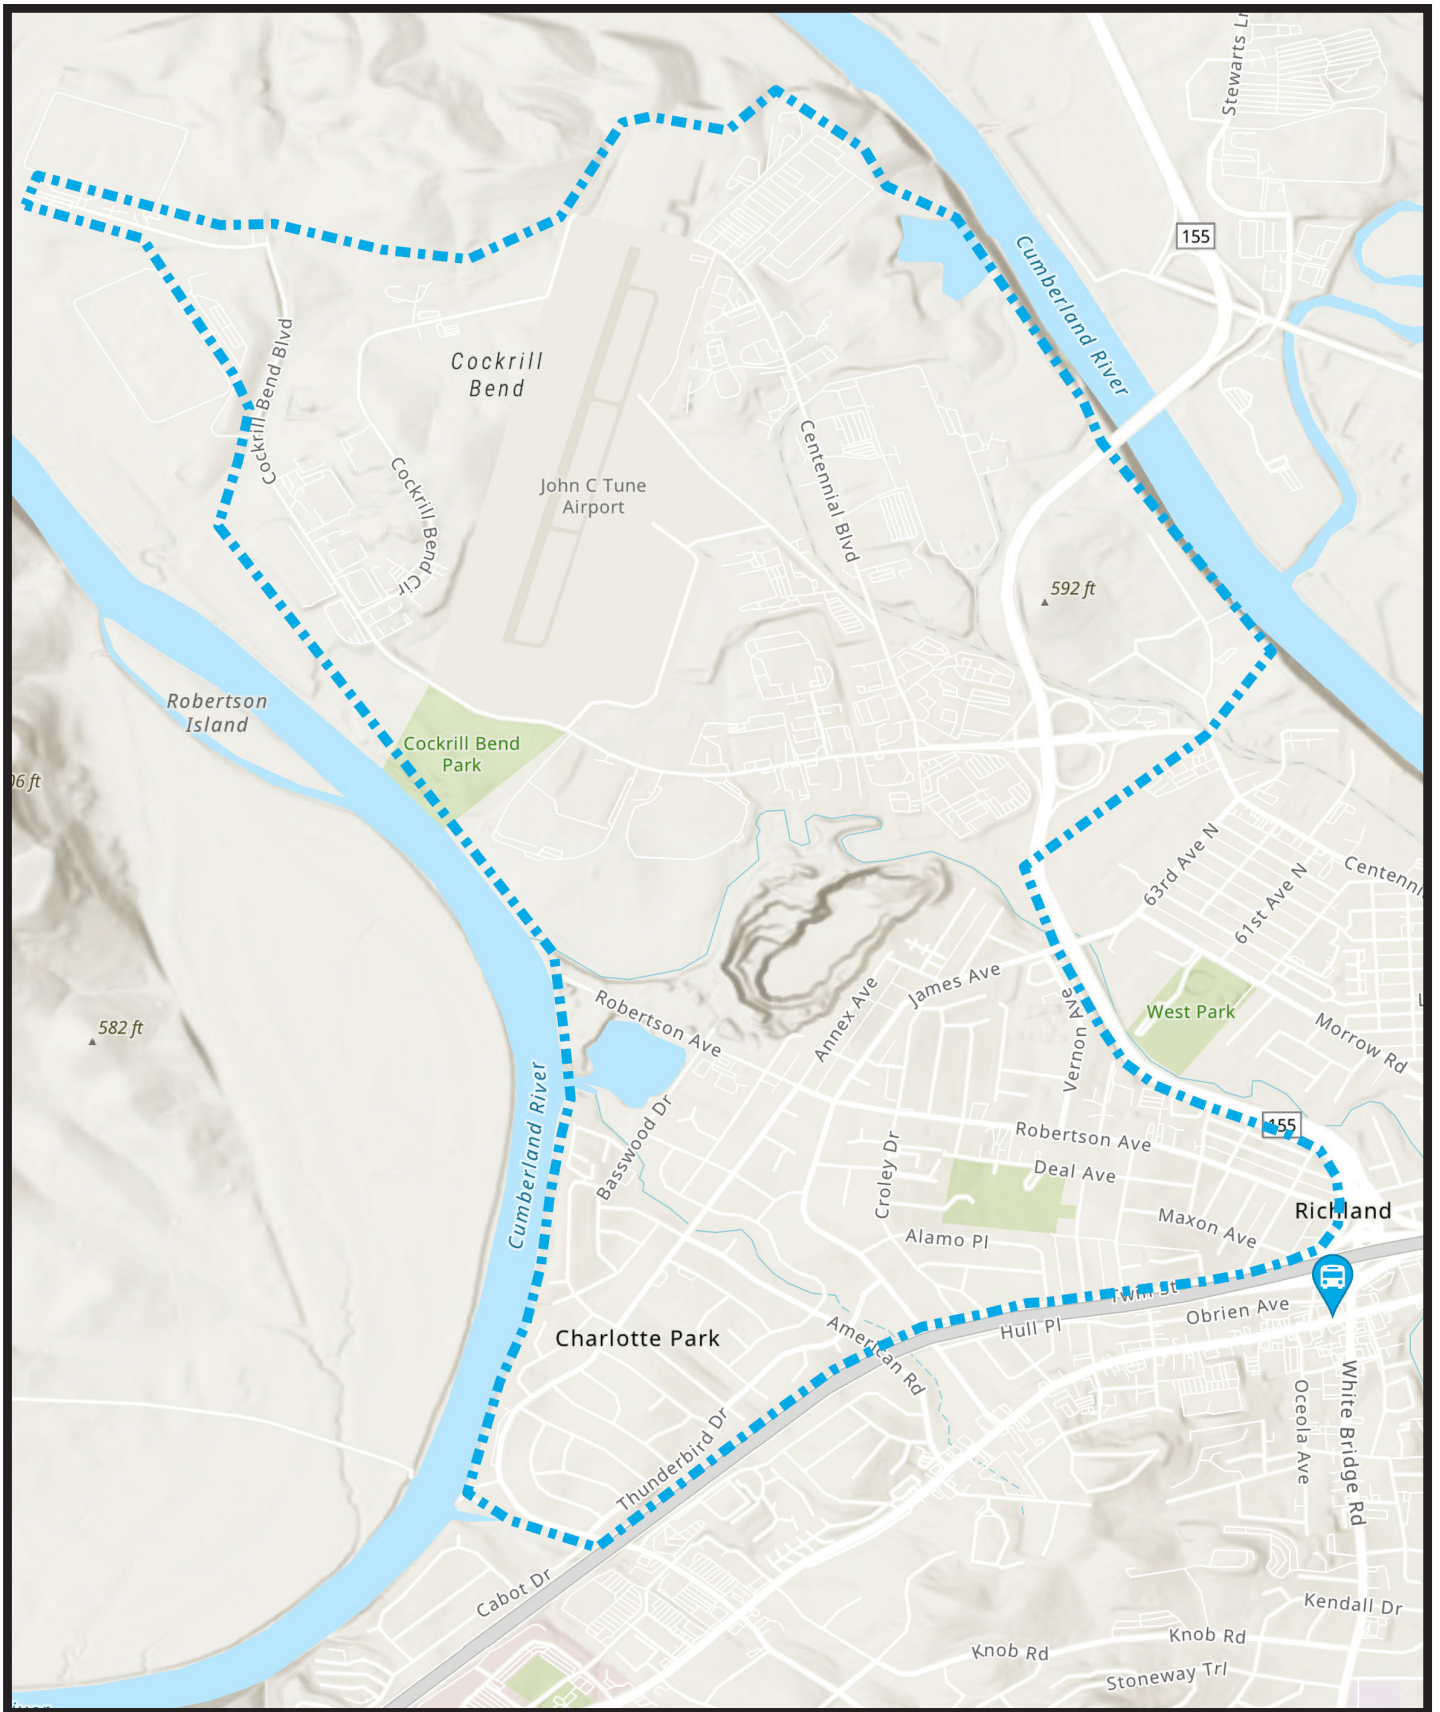 Stewarts Ln
155
Cumberland River
Cockrill
Bend
Cockrill Bend Blvd
Centennial Blvd
Cockrill Bend Cir
John C Tune
Airport
592 ft
Robertson
Island
Cockrill Bend
Park
06 ft
63rd Ave N
61st Ave N
Centenni
582 ft
Robertson Ave
Annex Ave
James Ave
Vernon Ave
West Park
Morrow Rd
Cumberland River
Basswood Dr
Croley Dr
Robertson Ave
155
Deal Ave
Richland
Maxon Ave
Alamo Pl
Twin St
Obrien Ave
Hull Pl
Charlotte Park
American Rd
Thunderbird Dr
Oceola Ave
White Bridge Rd
Cabot Dr
Kendall Dr
Knob Rd
Knob Rd
Stoneway Trl